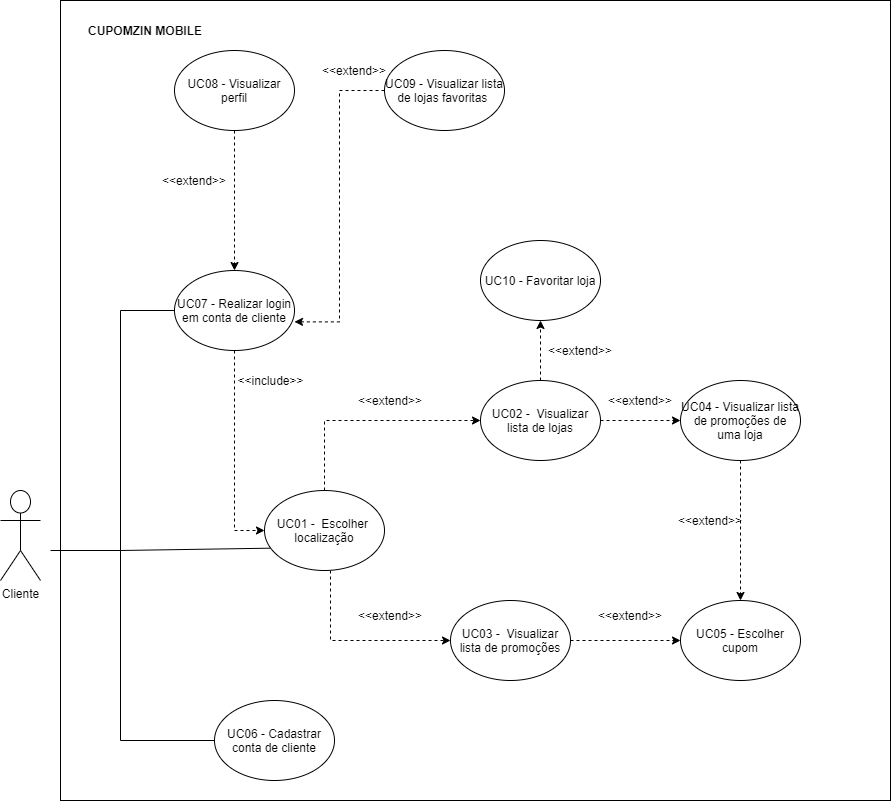 CUPOMZIN MOBILE
UC08 - Visualizar
perfil
<<extend>>
UC09 - Visualizar lista
de lojas favoritas
<<extend>>
UC07 - Realizar login
em conta de cliente
<<include>>
UC10 - Favoritar loja
<<extend>>
<<extend>>
UC02 - Visualizar
lista de lojas
<<extend>>
UC04 - Visualizar lista
de promoções de
uma loja
<<extend>>
UC01 - Escolher
localização
Cliente
<<extend>>
UC03 - Visualizar
lista de promoções
<<extend>>
UC05 - Escolher
cupom
UC06 - Cadastrar
conta de cliente